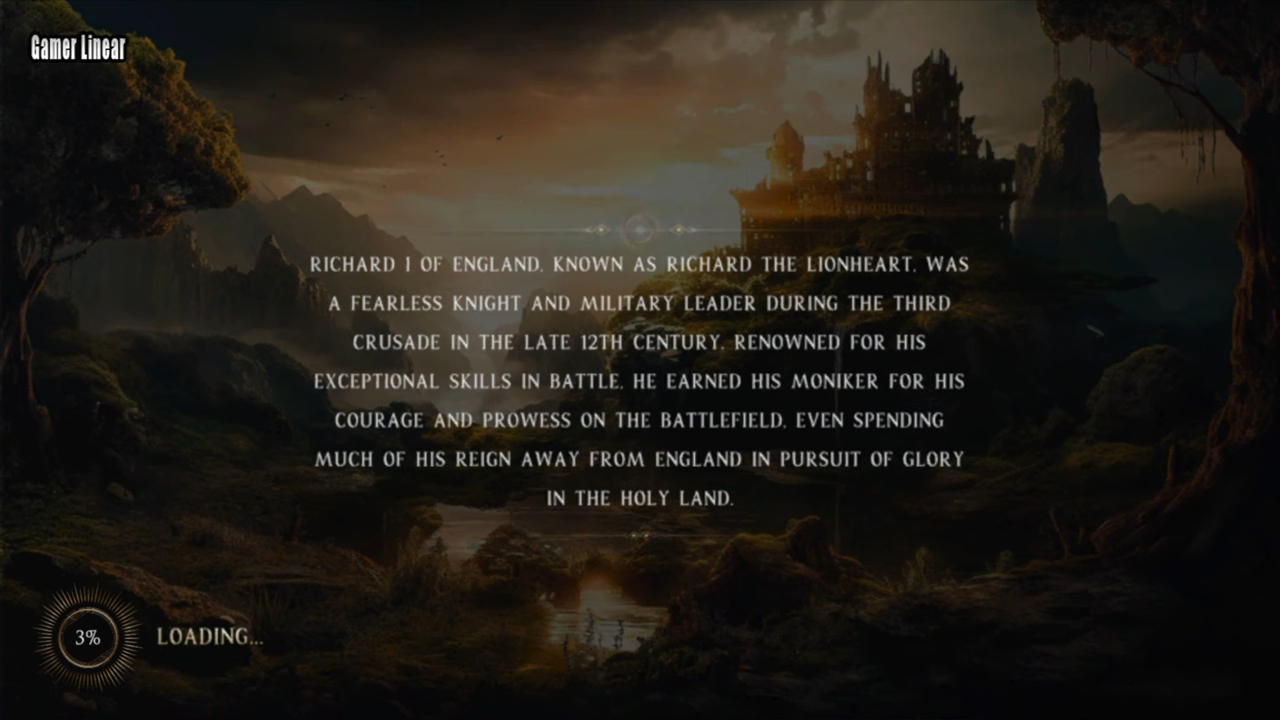 Gamer Linear
RICHARD I OF ENGLAND, KNOWN AS RICHARD THE LIONHEART, WAS
A FEARLESS KNIGHT AND MILITARY LEADER DURING THE THIRD
CRUSADE IN THE LATE 12TH CENTURY. RENOWNED FOR HIS
EXCEPTIONAL SKILLS IN BATTLE, HE EARNED HIS MONIKER FOR HIS
COURAGE AND PROWESS ON THE BATTLEFIELD, EVEN SPENDING
MUCH OF HIS REIGN AWAY FROM ENGLAND IN PURSUIT OF GLORY
IN THE HOLY LAND.
3%
LOADING...